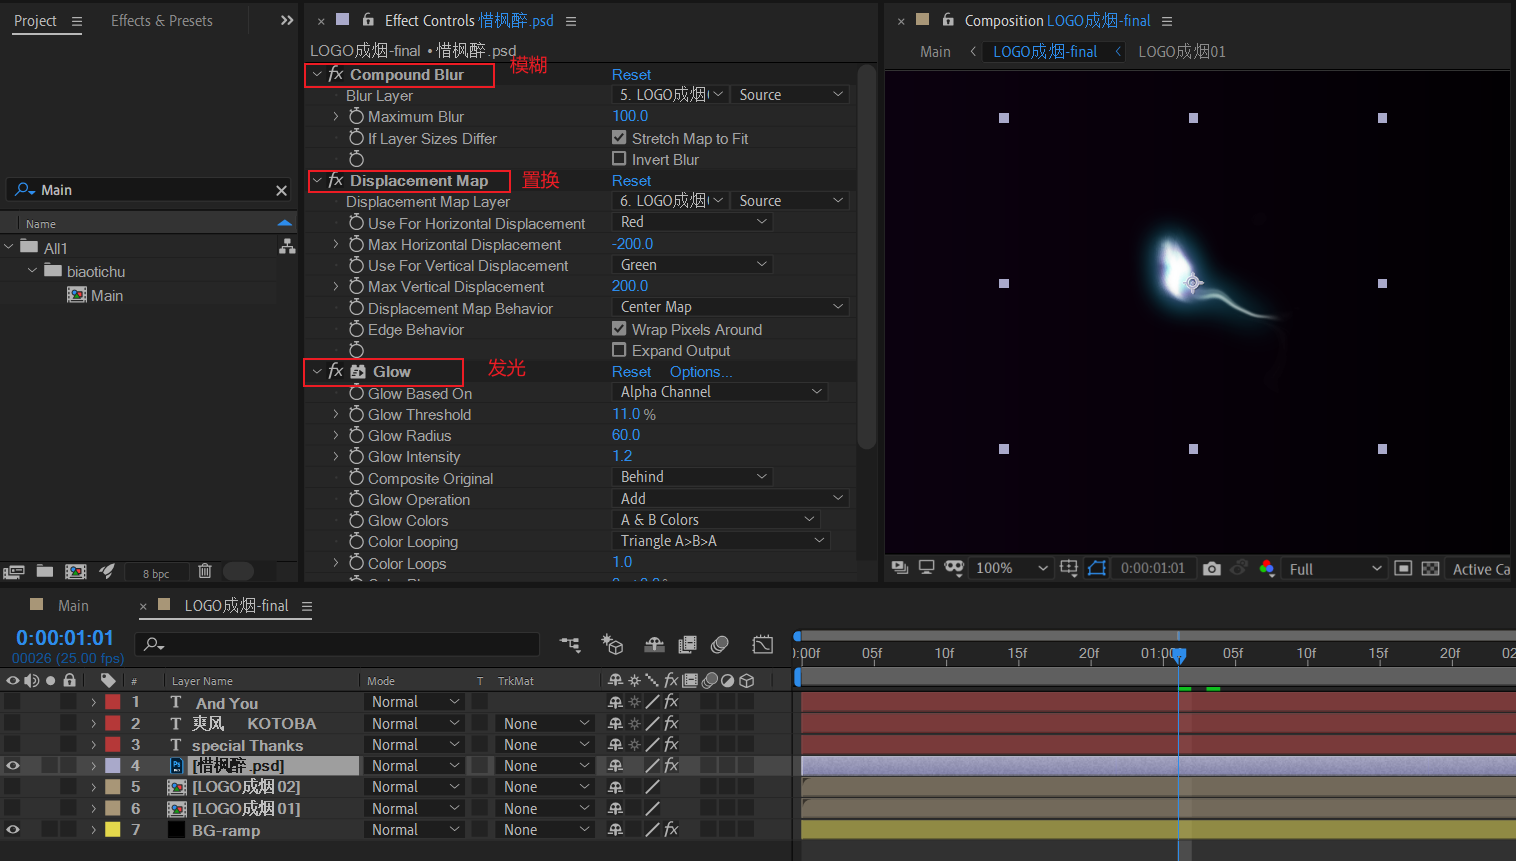 Project
Effects & Presets
Effect Controls 惜枫醉.psd
LOGO成烟-final • 惜枫醉 .psd
Compound Blur
模糊
Reset
Blur Layer
5. LOGO成烟
Source
Maximum Blur
100.0
If Layer Sizes Differ
Stretch Map to Fit
Invert Blur
Displacement Map
置换
Reset
Displacement Map Layer
6. LOGO成烟
Source
Use For Horizontal Displacement
Red
Max Horizontal Displacement
-200.0
Use For Vertical Displacement
Green
Max Vertical Displacement
200.0
Displacement Map Behavior
Center Map
Edge Behavior
Wrap Pixels Around
Expand Output
Glow
发光
Reset
Options...
Glow Based On
Alpha Channel
Glow Threshold
11.0 %
Glow Radius
60.0
Glow Intensity
1.2
Composite Original
Behind
Glow Operation
Add
Glow Colors
A & B Colors
Color Looping
Triangle A>B>A
Color Loops
1.0
Main
Name
All1
biaotichu
Main
8 bpc
Composition LOGO成烟-final
Main
LOGO成烟-final
LOGO成烟01
100%
0:00:01:01
Full
Active Ca
Main
LOGO成烟-final
0:00:01:01
00026 (25.00 fps)
:00f 05f 10f 15f 20f 01:00 05f 10f 15f 20f 02
# Layer Name Mode T TrkMat
1 T And You Normal
2 T 爽风 KOTOBA Normal None
3 T special Thanks Normal None
4 [惜枫醉.psd] Normal None
5 [LOGO成烟02] Normal None
6 [LOGO成烟01] Normal None
7 BG-ramp Normal None